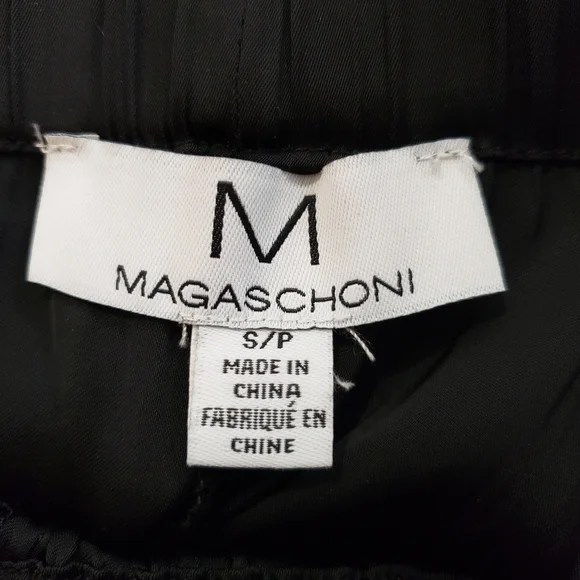 M
MAGASCHONI
S/P
MADE IN
CHINA
FABRIQUÉ EN
CHINE